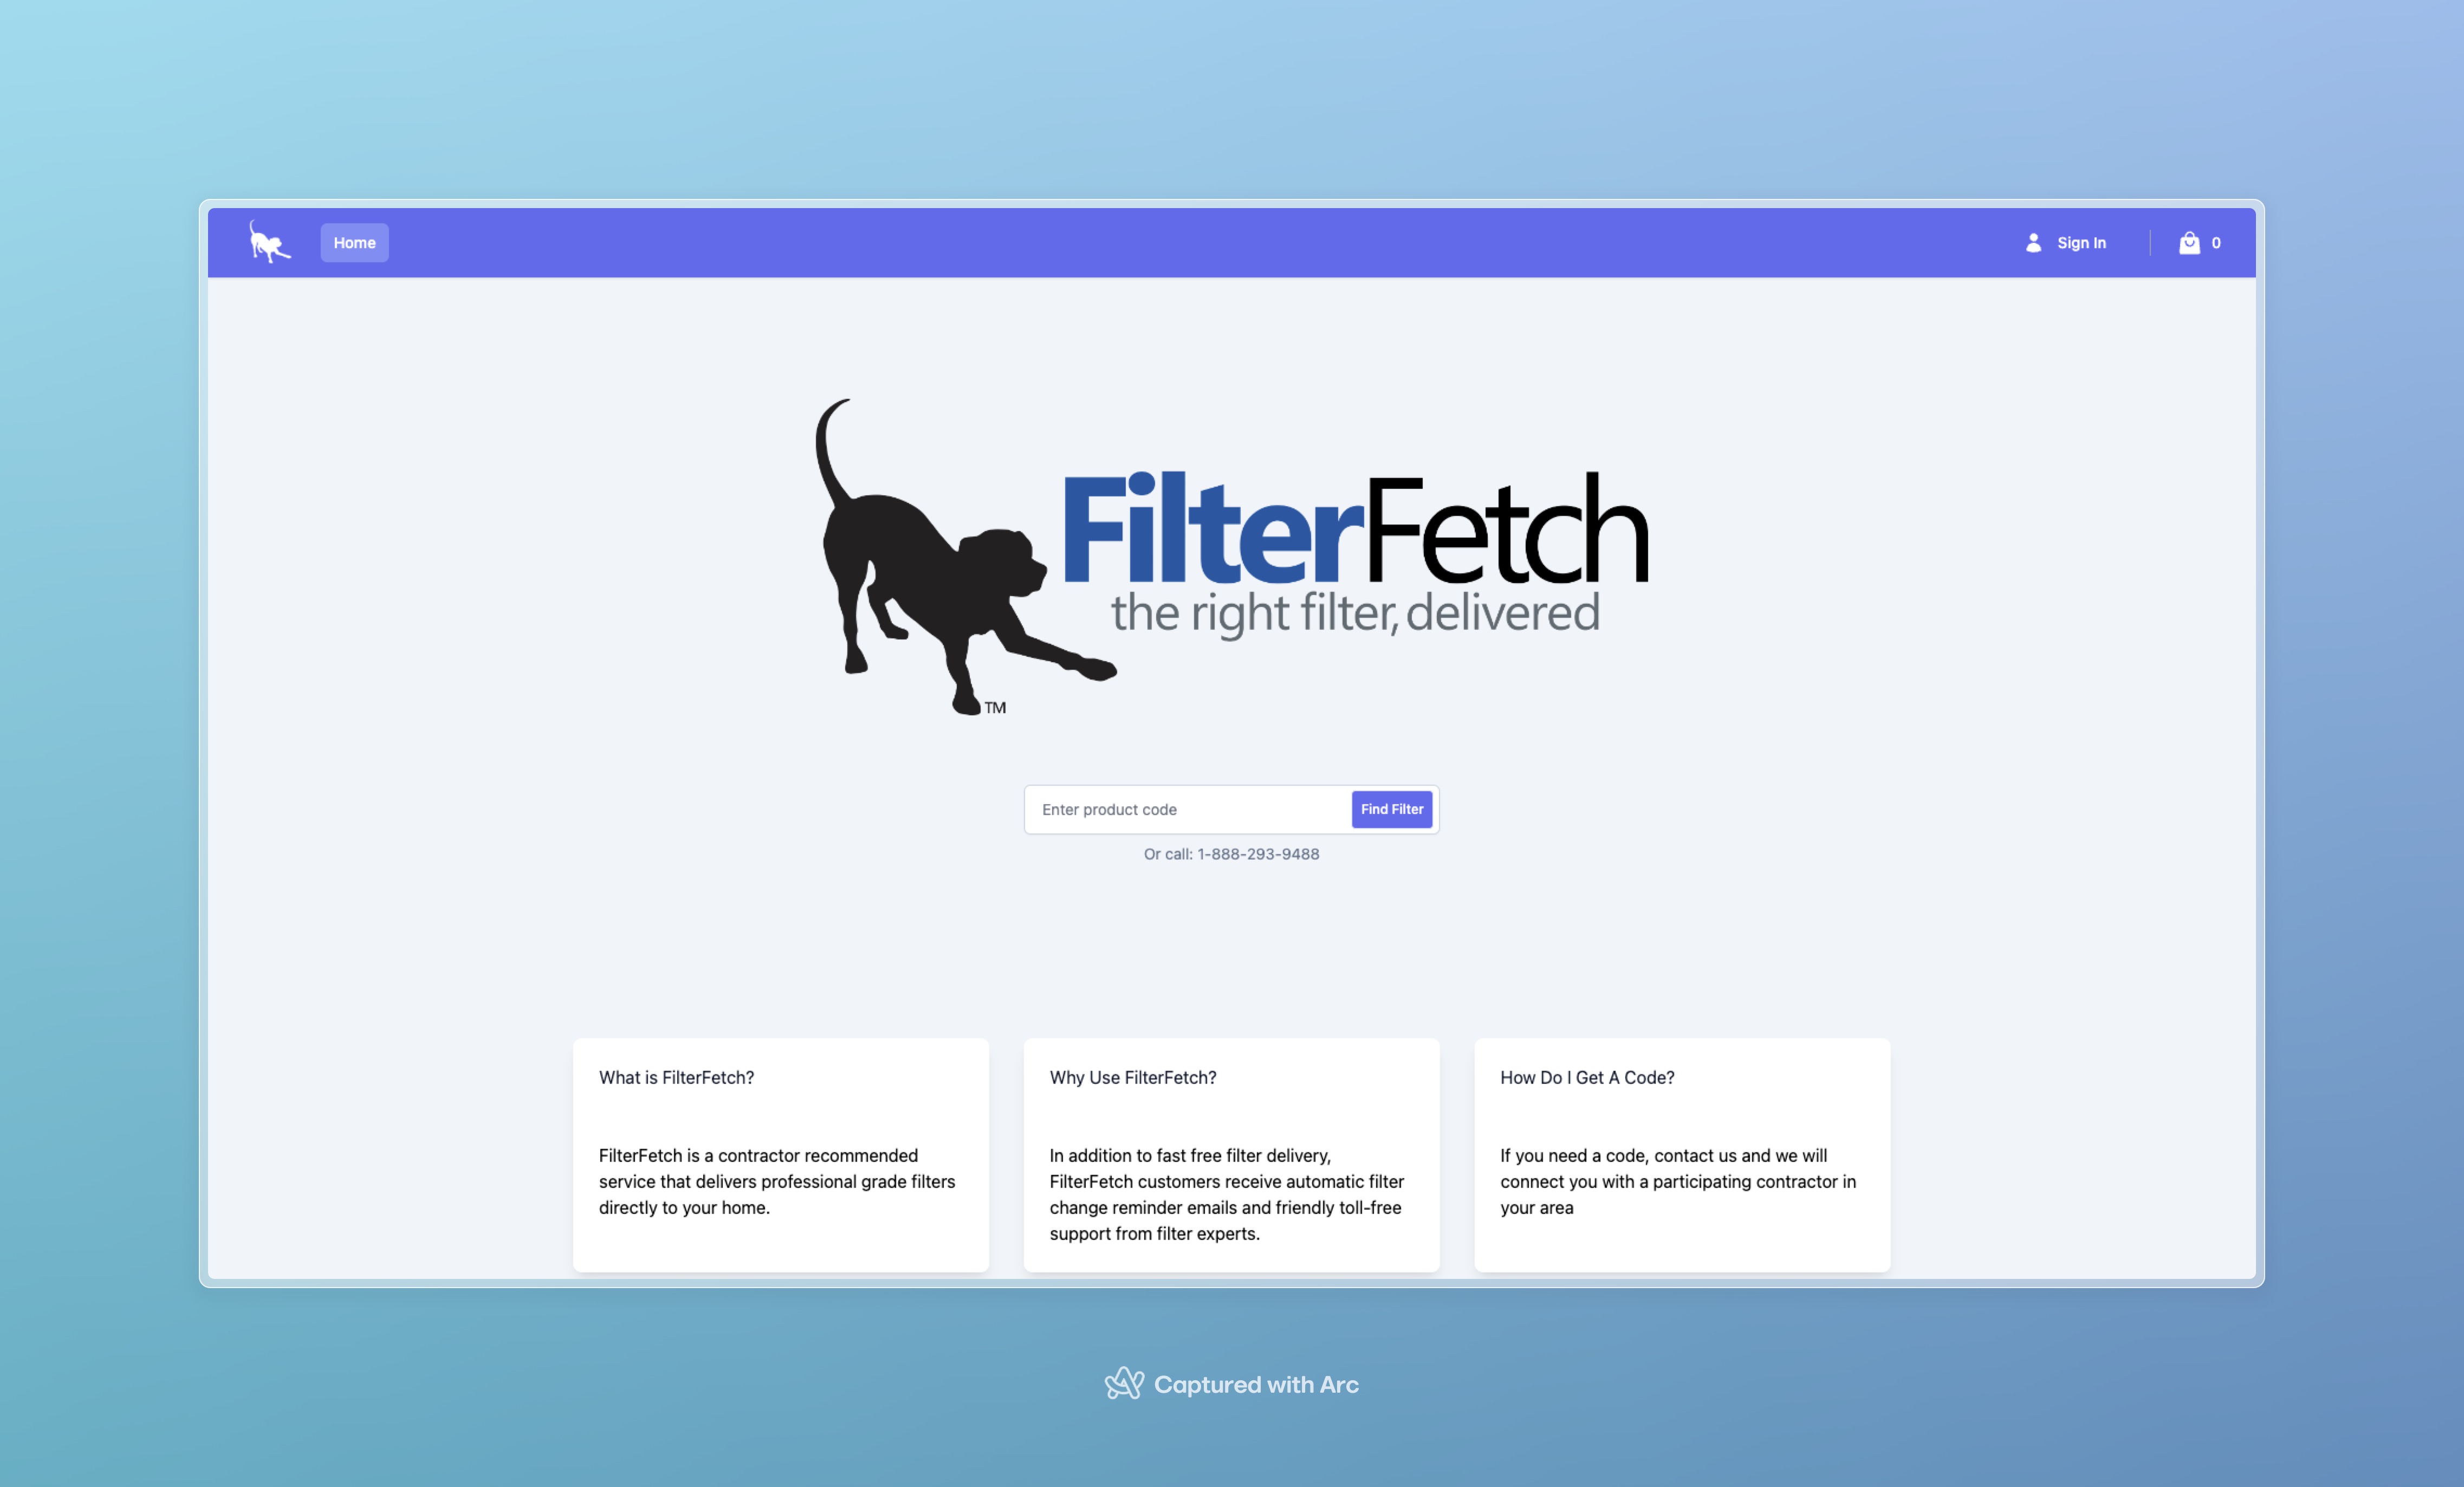 Home
Sign In
0
FilterFetch
the right filter, delivered
TM
Enter product code
Find Filter
Or call: 1-888-293-9488
What is FilterFetch?
FilterFetch is a contractor recommended
service that delivers professional grade filters
directly to your home.
Why Use FilterFetch?
In addition to fast free filter delivery,
FilterFetch customers receive automatic filter
change reminder emails and friendly toll-free
support from filter experts.
How Do I Get A Code?
If you need a code, contact us and we will
connect you with a participating contractor in
your area
Captured with Arc